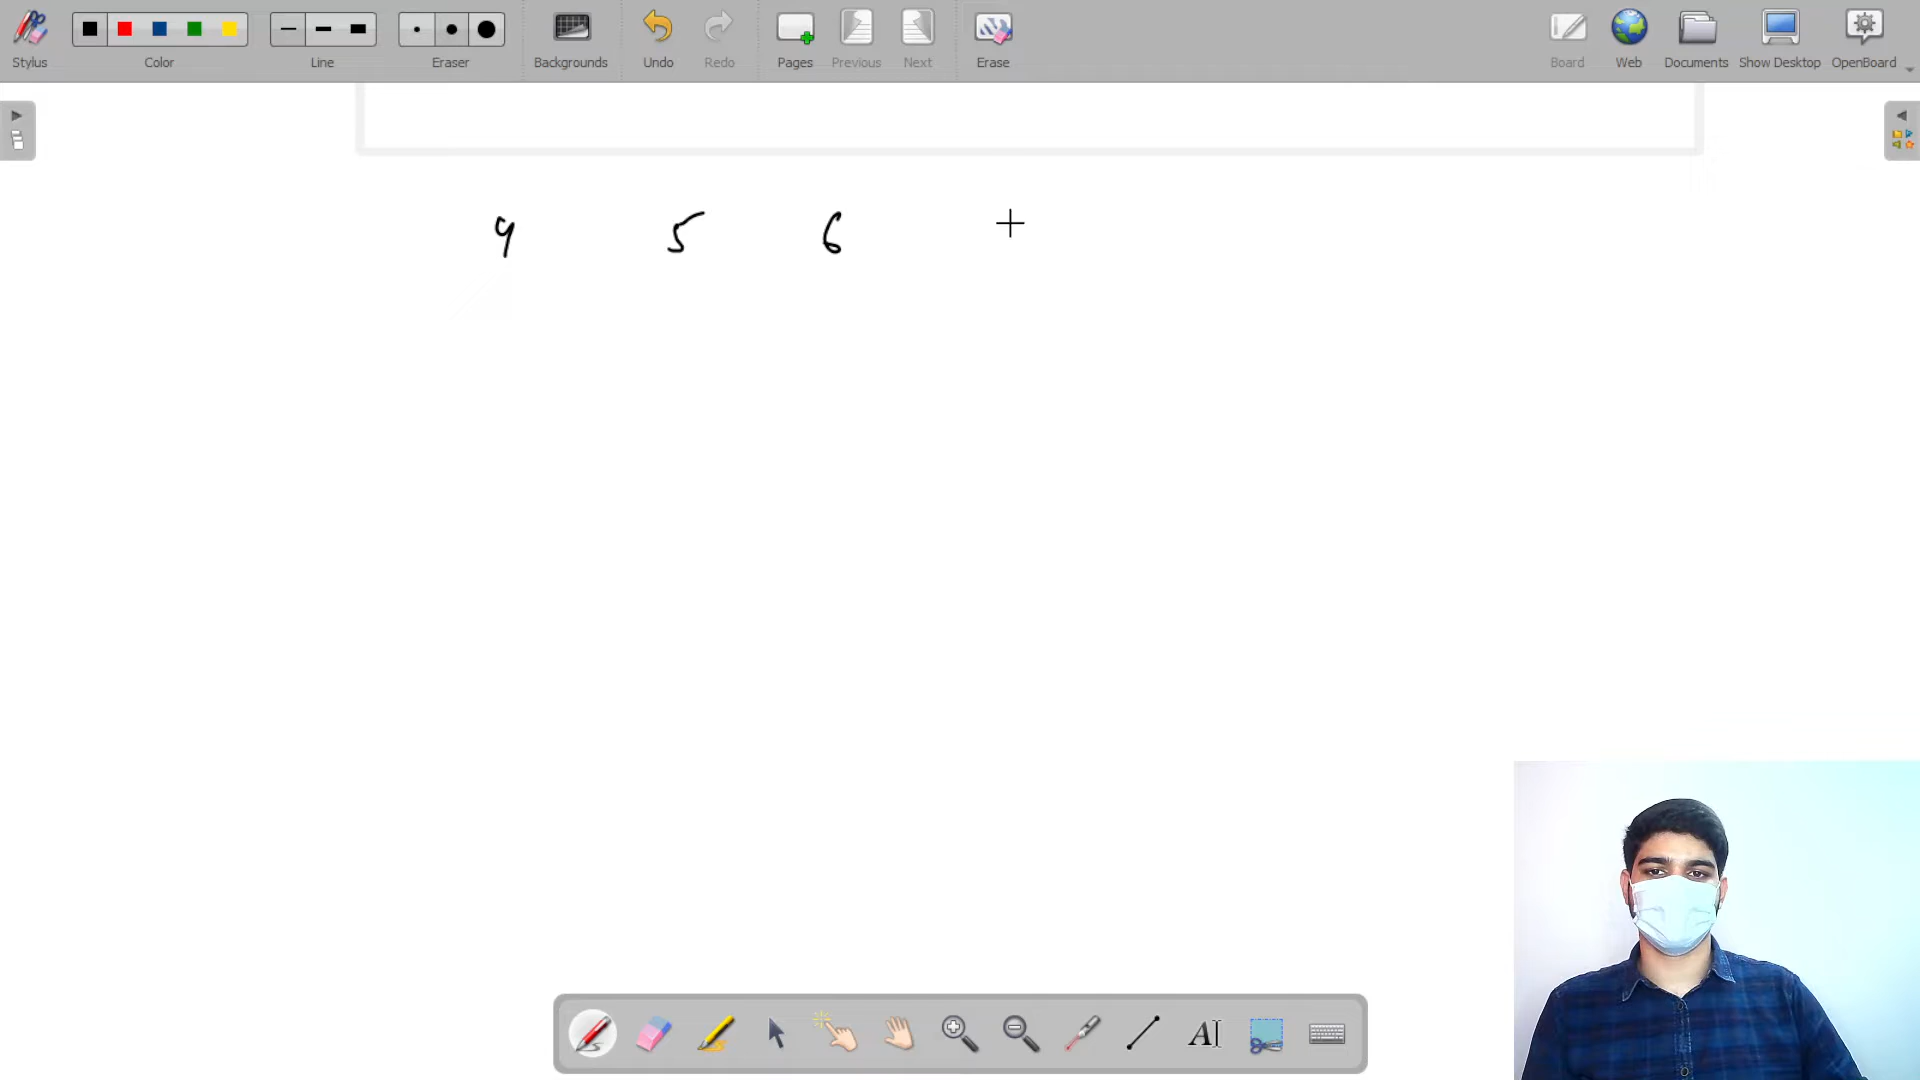 Stylus Color Line Eraser Backgrounds Undo Redo Pages Previous Next Erase Board Web Documents Show Desktop OpenBoard
4 5 6
A